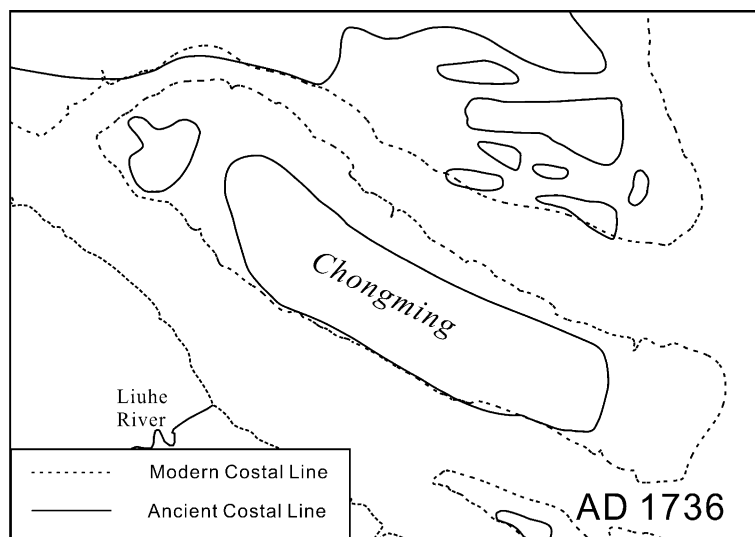 Chongming
Liuhe
River
Modern Costal Line
Ancient Costal Line
AD 1736